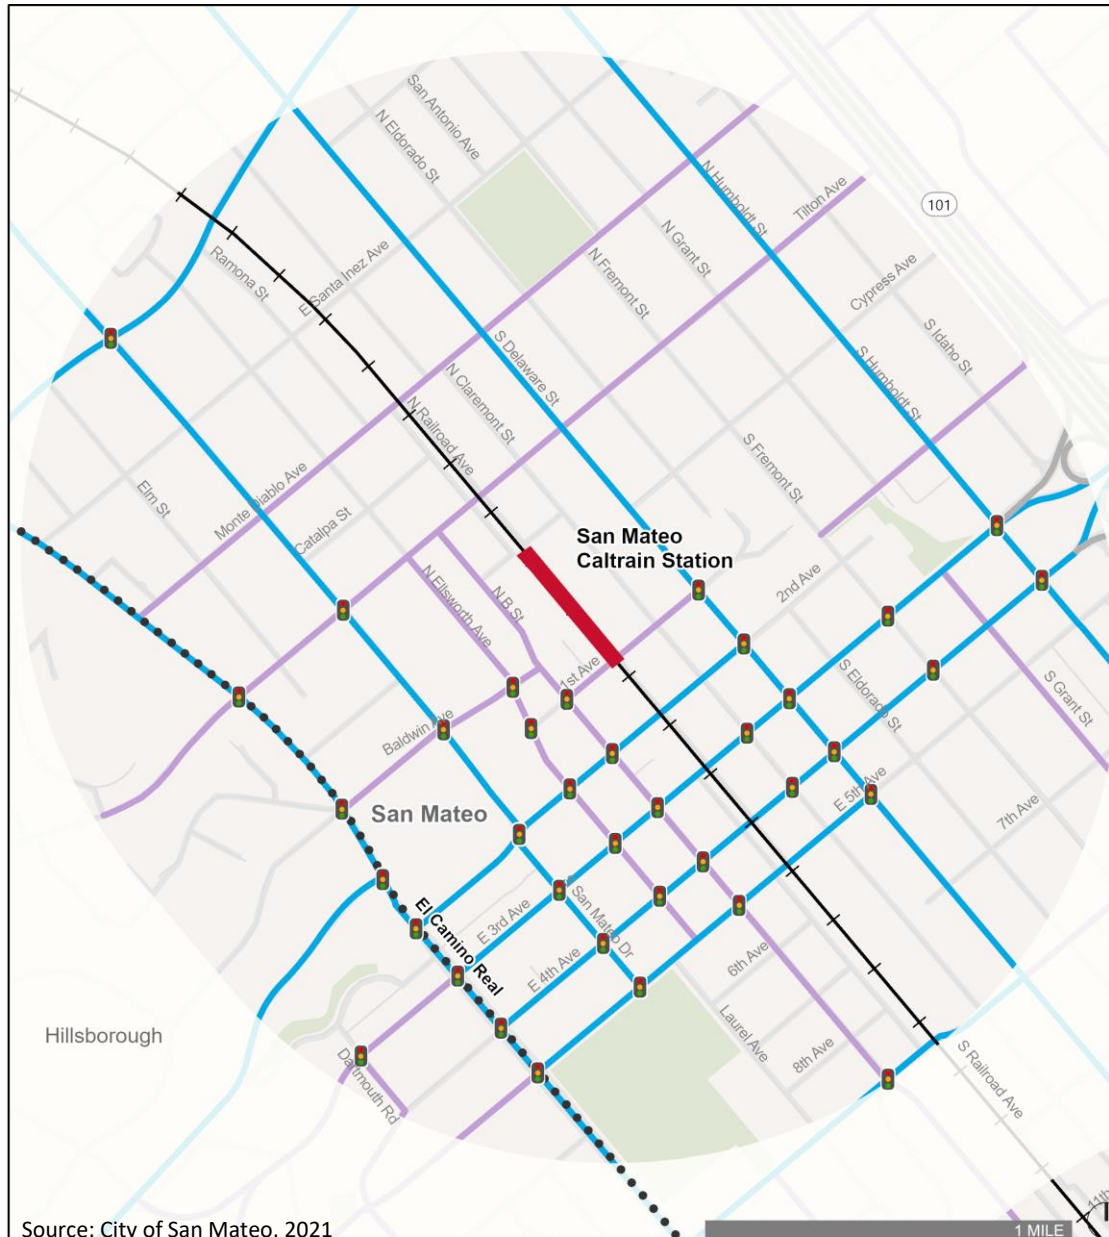 San Antonio Ave
N Eldorado St
N Humboldt St
Tilton Ave
101
N Grant St
Ramona St
E Santa Inez Ave
N Fremont St
Cypress Ave
S Idaho St
S Delaware St
S Humboldt St
N Claremont St
N Railroad Ave
S Fremont St
Monte Diablo Ave
Elm St
Catalpa St
San Mateo
Caltrain Station
N Ellsworth Ave
N B St
2nd Ave
1st Ave
S Eldorado St
S Grant St
Baldwin Ave
San Mateo
E 5th Ave
7th Ave
El Camino Real
E 3rd Ave
San Mateo Dr
E 4th Ave
6th Ave
Hillsborough
Laurel Ave
8th Ave
Dartmouth Rd
S Railroad Ave
11th
Source: City of San Mateo, 2021
1 MILE